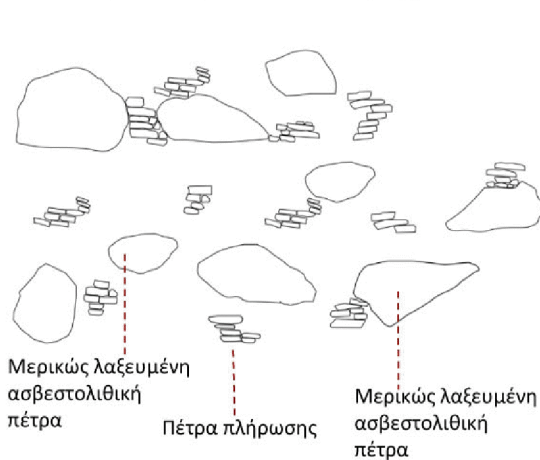 Μερικώς λαξευμένη
ασβεστολιθική
πέτρα
Πέτρα πλήρωσης
Μερικώς λαξευμένη
ασβεστολιθική
πέτρα